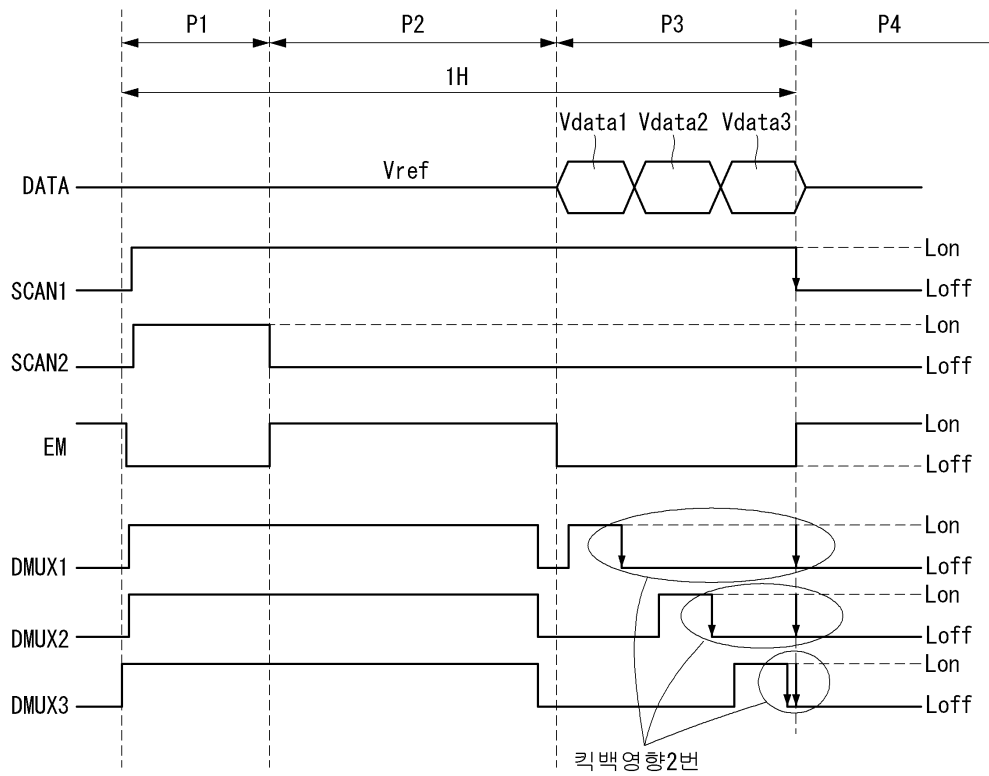 P1 P2 P3 P4
1H
Vdata1 Vdata2 Vdata3
DATA Vref
Lon
SCAN1 Loff
Lon
SCAN2 Loff
Lon
EM
Loff
Lon
DMUX1 Loff
Lon
DMUX2 Loff
Lon
DMUX3 Loff
킥백영향2번